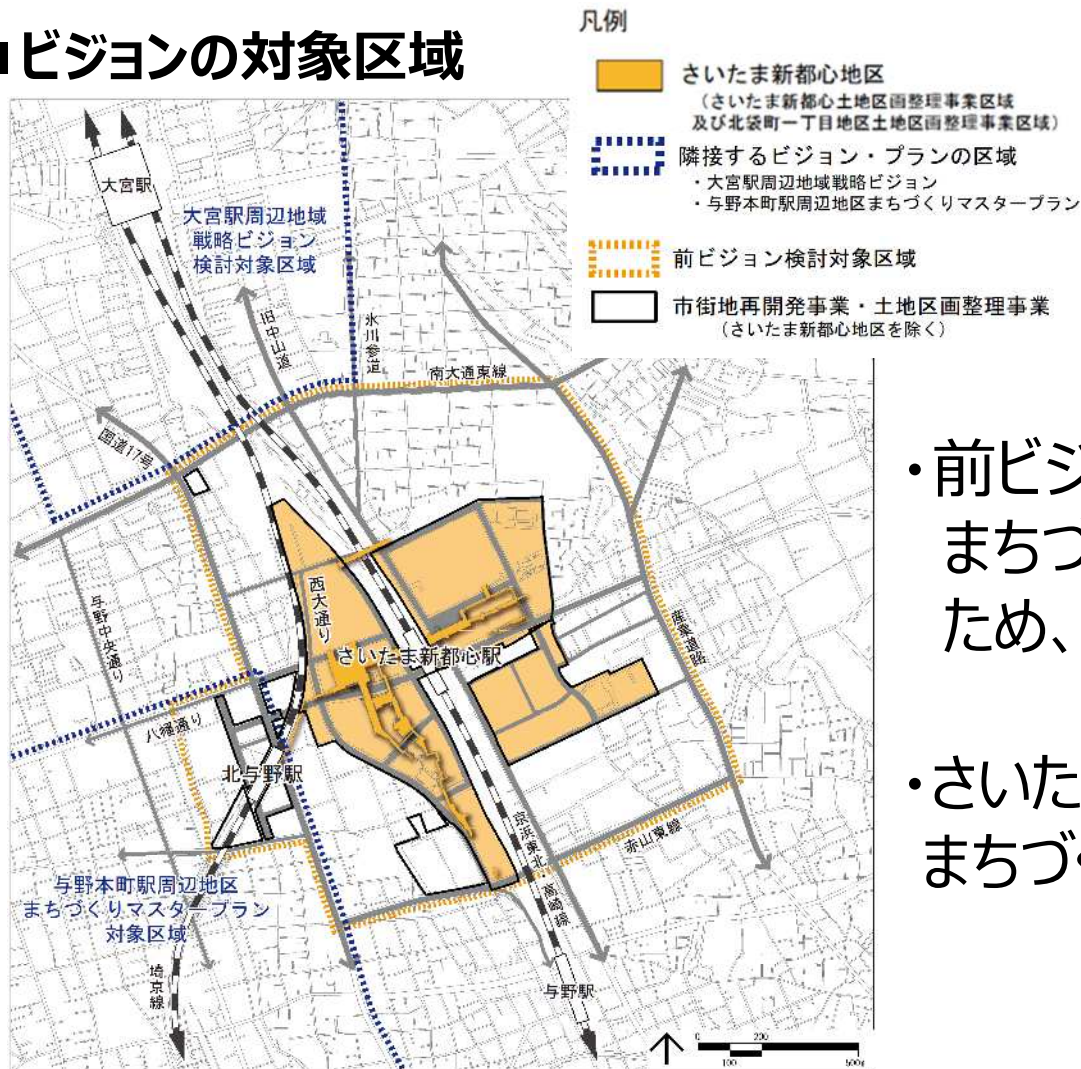 ■ビジョンの対象区域
凡例
さいたま新都心地区
（さいたま新都心土地区画整理事業区域
及び北袋町一丁目地区土地区画整理事業区域）
隣接するビジョン・プランの区域
・大宮駅周辺地域戦略ビジョン
・与野本町駅周辺地区まちづくりマスタープラン
前ビジョン検討対象区域
市街地再開発事業・土地区画整理事業
（さいたま新都心地区を除く）
大宮駅
大宮駅周辺地域
戦略ビジョン
検討対象区域
旧中山道
氷川参道
南大通東線
国道17号
与野中央通り
西大通り
さいたま新都心駅
産業道路
八幡通り
北与野駅
京浜東北
高崎線
赤山東線
与野本町駅周辺地区
まちづくりマスタープラン
対象区域
埼京線
与野駅
0 200
100 500
・前ビジ
まちつ
ため、
・さいた
まちづ